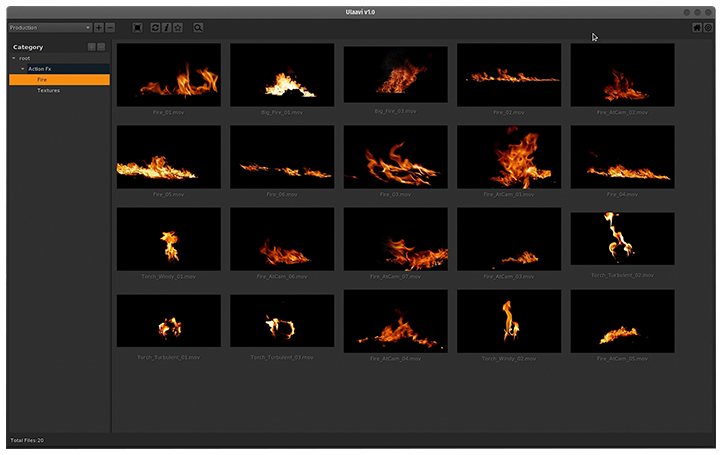 Ulaavi v1.0
Production
Category
root
Action Fx
Fire
Textures
Fire_01.mov
Big_Fire_01.mov
Big_Fire_03.mov
Fire_02.mov
Fire_AtCam_02.mov
Fire_05.mov
Fire_06.mov
Fire_03.mov
Fire_AtCam_01.mov
Fire_04.mov
Torch_Windy_01.mov
Fire_AtCam_06.mov
Fire_AtCam_07.mov
Fire_AtCam_03.mov
Torch_Turbulent_02.mov
Torch_Turbulent_01.mov
Torch_Turbulent_03.mov
Fire_AtCam_04.mov
Torch_Windy_02.mov
Fire_AtCam_05.mov
Total Files:20